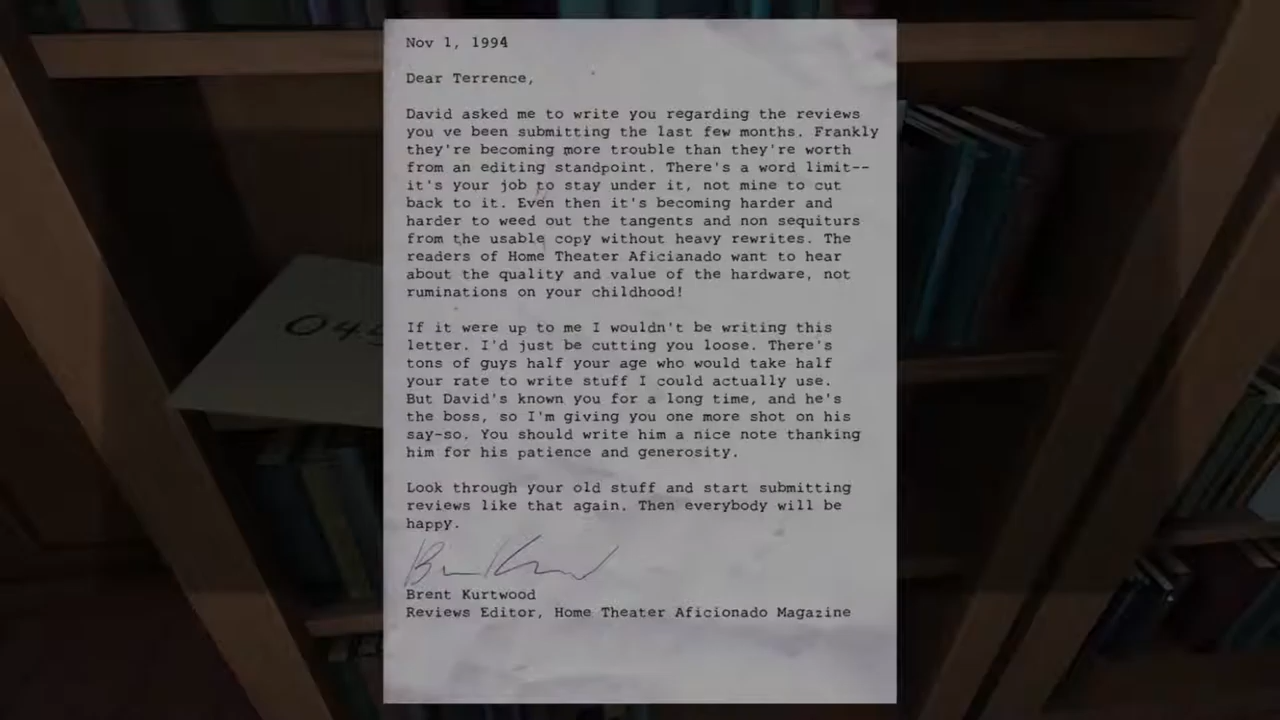 Nov 1, 1994
Dear Terrence,
David asked me to write you regarding the reviews
you ve been submitting the last few months. Frankly
they're becoming more trouble than they're worth
from an editing standpoint. There's a word limit--
it's your job to stay under it, not mine to cut
back to it. Even then it's becoming harder and
harder to weed out the tangents and non sequiturs
from the usable copy without heavy rewrites. The
readers of Home Theater Aficianado want to hear
about the quality and value of the hardware, not
ruminations on your childhood!
If it were up to me I wouldn't be writing this
letter. I'd just be cutting you loose. There's
tons of guys half your age who would take half
your rate to write stuff I could actually use.
But David's known you for a long time, and he's
the boss, so I'm giving you one more shot on his
say-so. You should write him a nice note thanking
him for his patience and generosity.
Look through your old stuff and start submitting
reviews like that again. Then everybody will be
happy.
Brent Kurtwood
Reviews Editor, Home Theater Aficionado Magazine